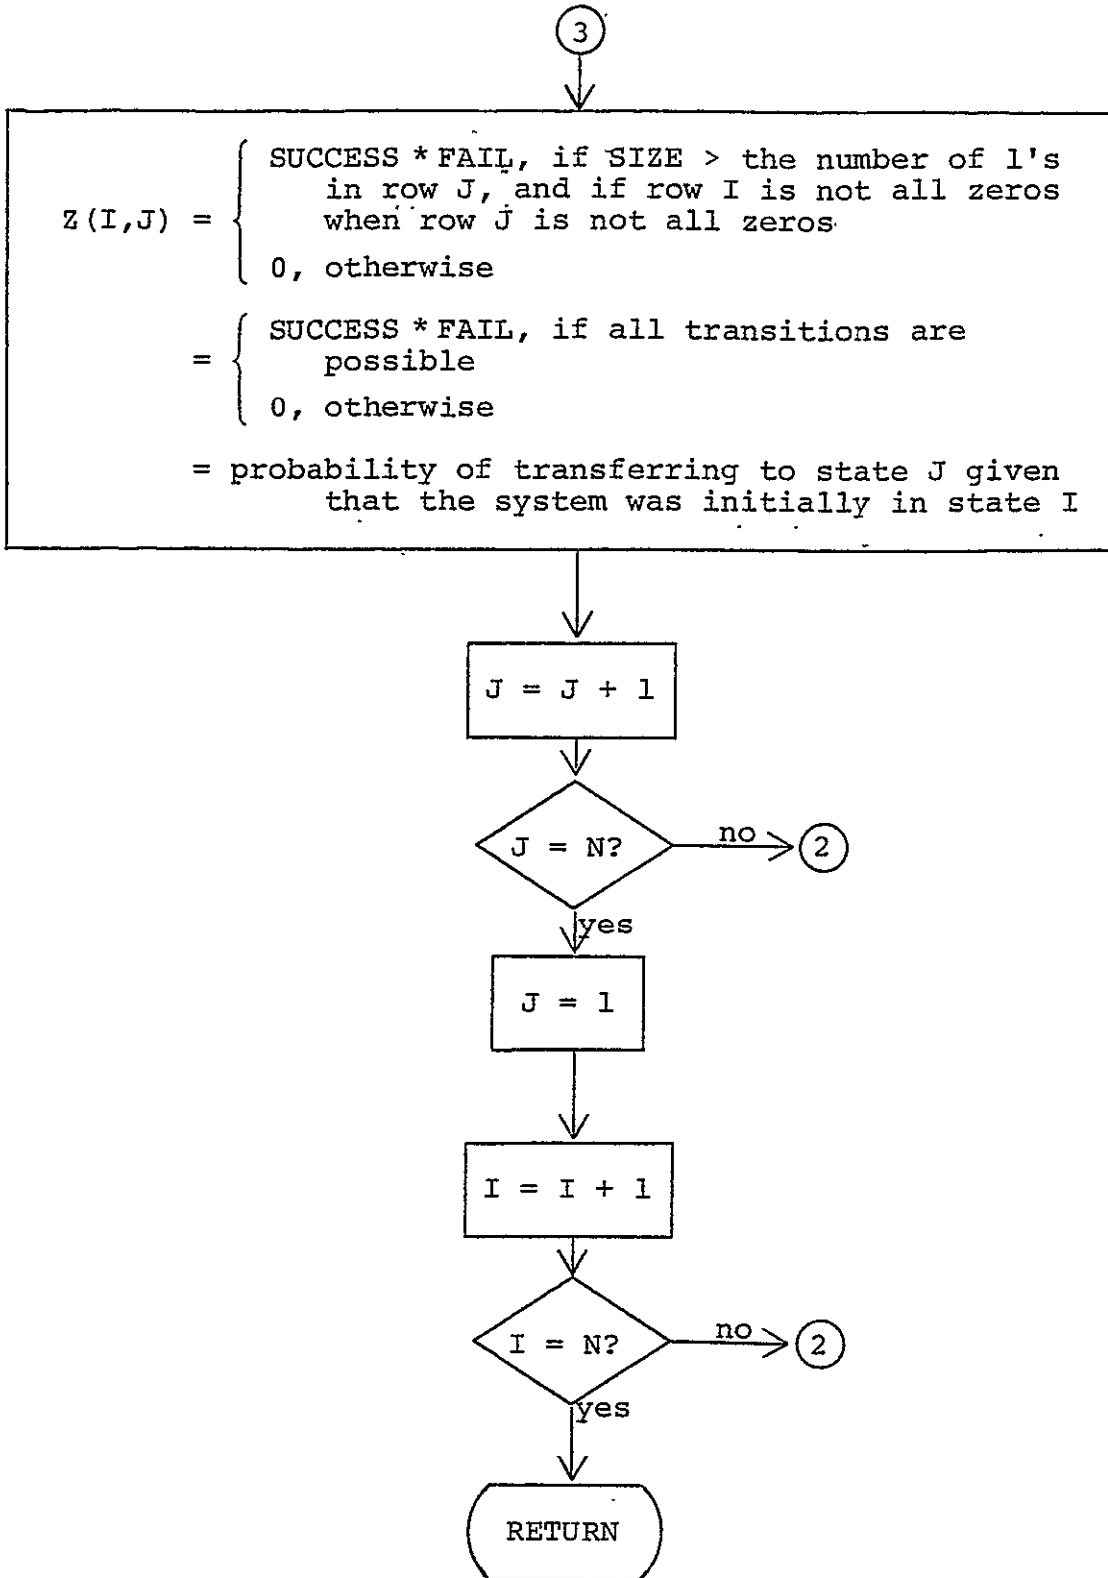 3
SUCCESS * FAIL, if SIZE > the number of 1's
in row J, and if row I is not all zeros
Z(I,J) =
when row J is not all zeros
0, otherwise
SUCCESS * FAIL, if all transitions are
=
possible
0, otherwise
= probability of transferring to state J given
that the system was initially in state I
J = J + 1
J = N?
no
2
yes
J = 1
I = I + 1
I = N?
no
2
yes
RETURN